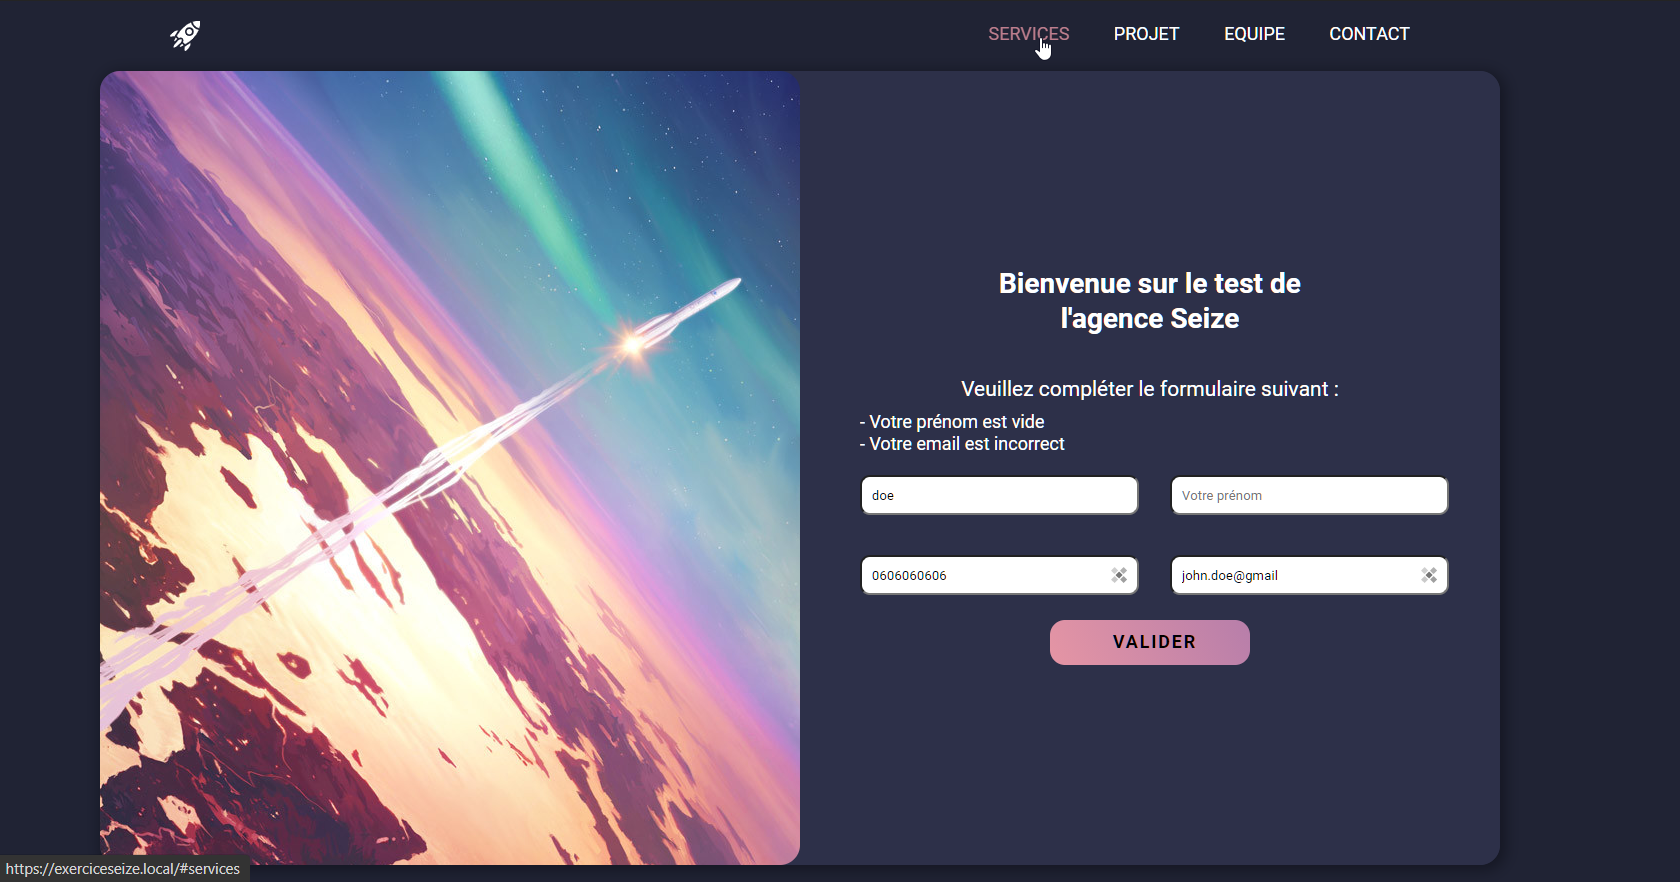 SERVICES PROJET EQUIPE CONTACT
Bienvenue sur le test de
l'agence Seize
Veuillez compléter le formulaire suivant :
- Votre prénom est vide
- Votre email est incorrect
doe Votre prénom
0606060606 john.doe@gmail
VALIDER
https://exerciceseize.local/#services